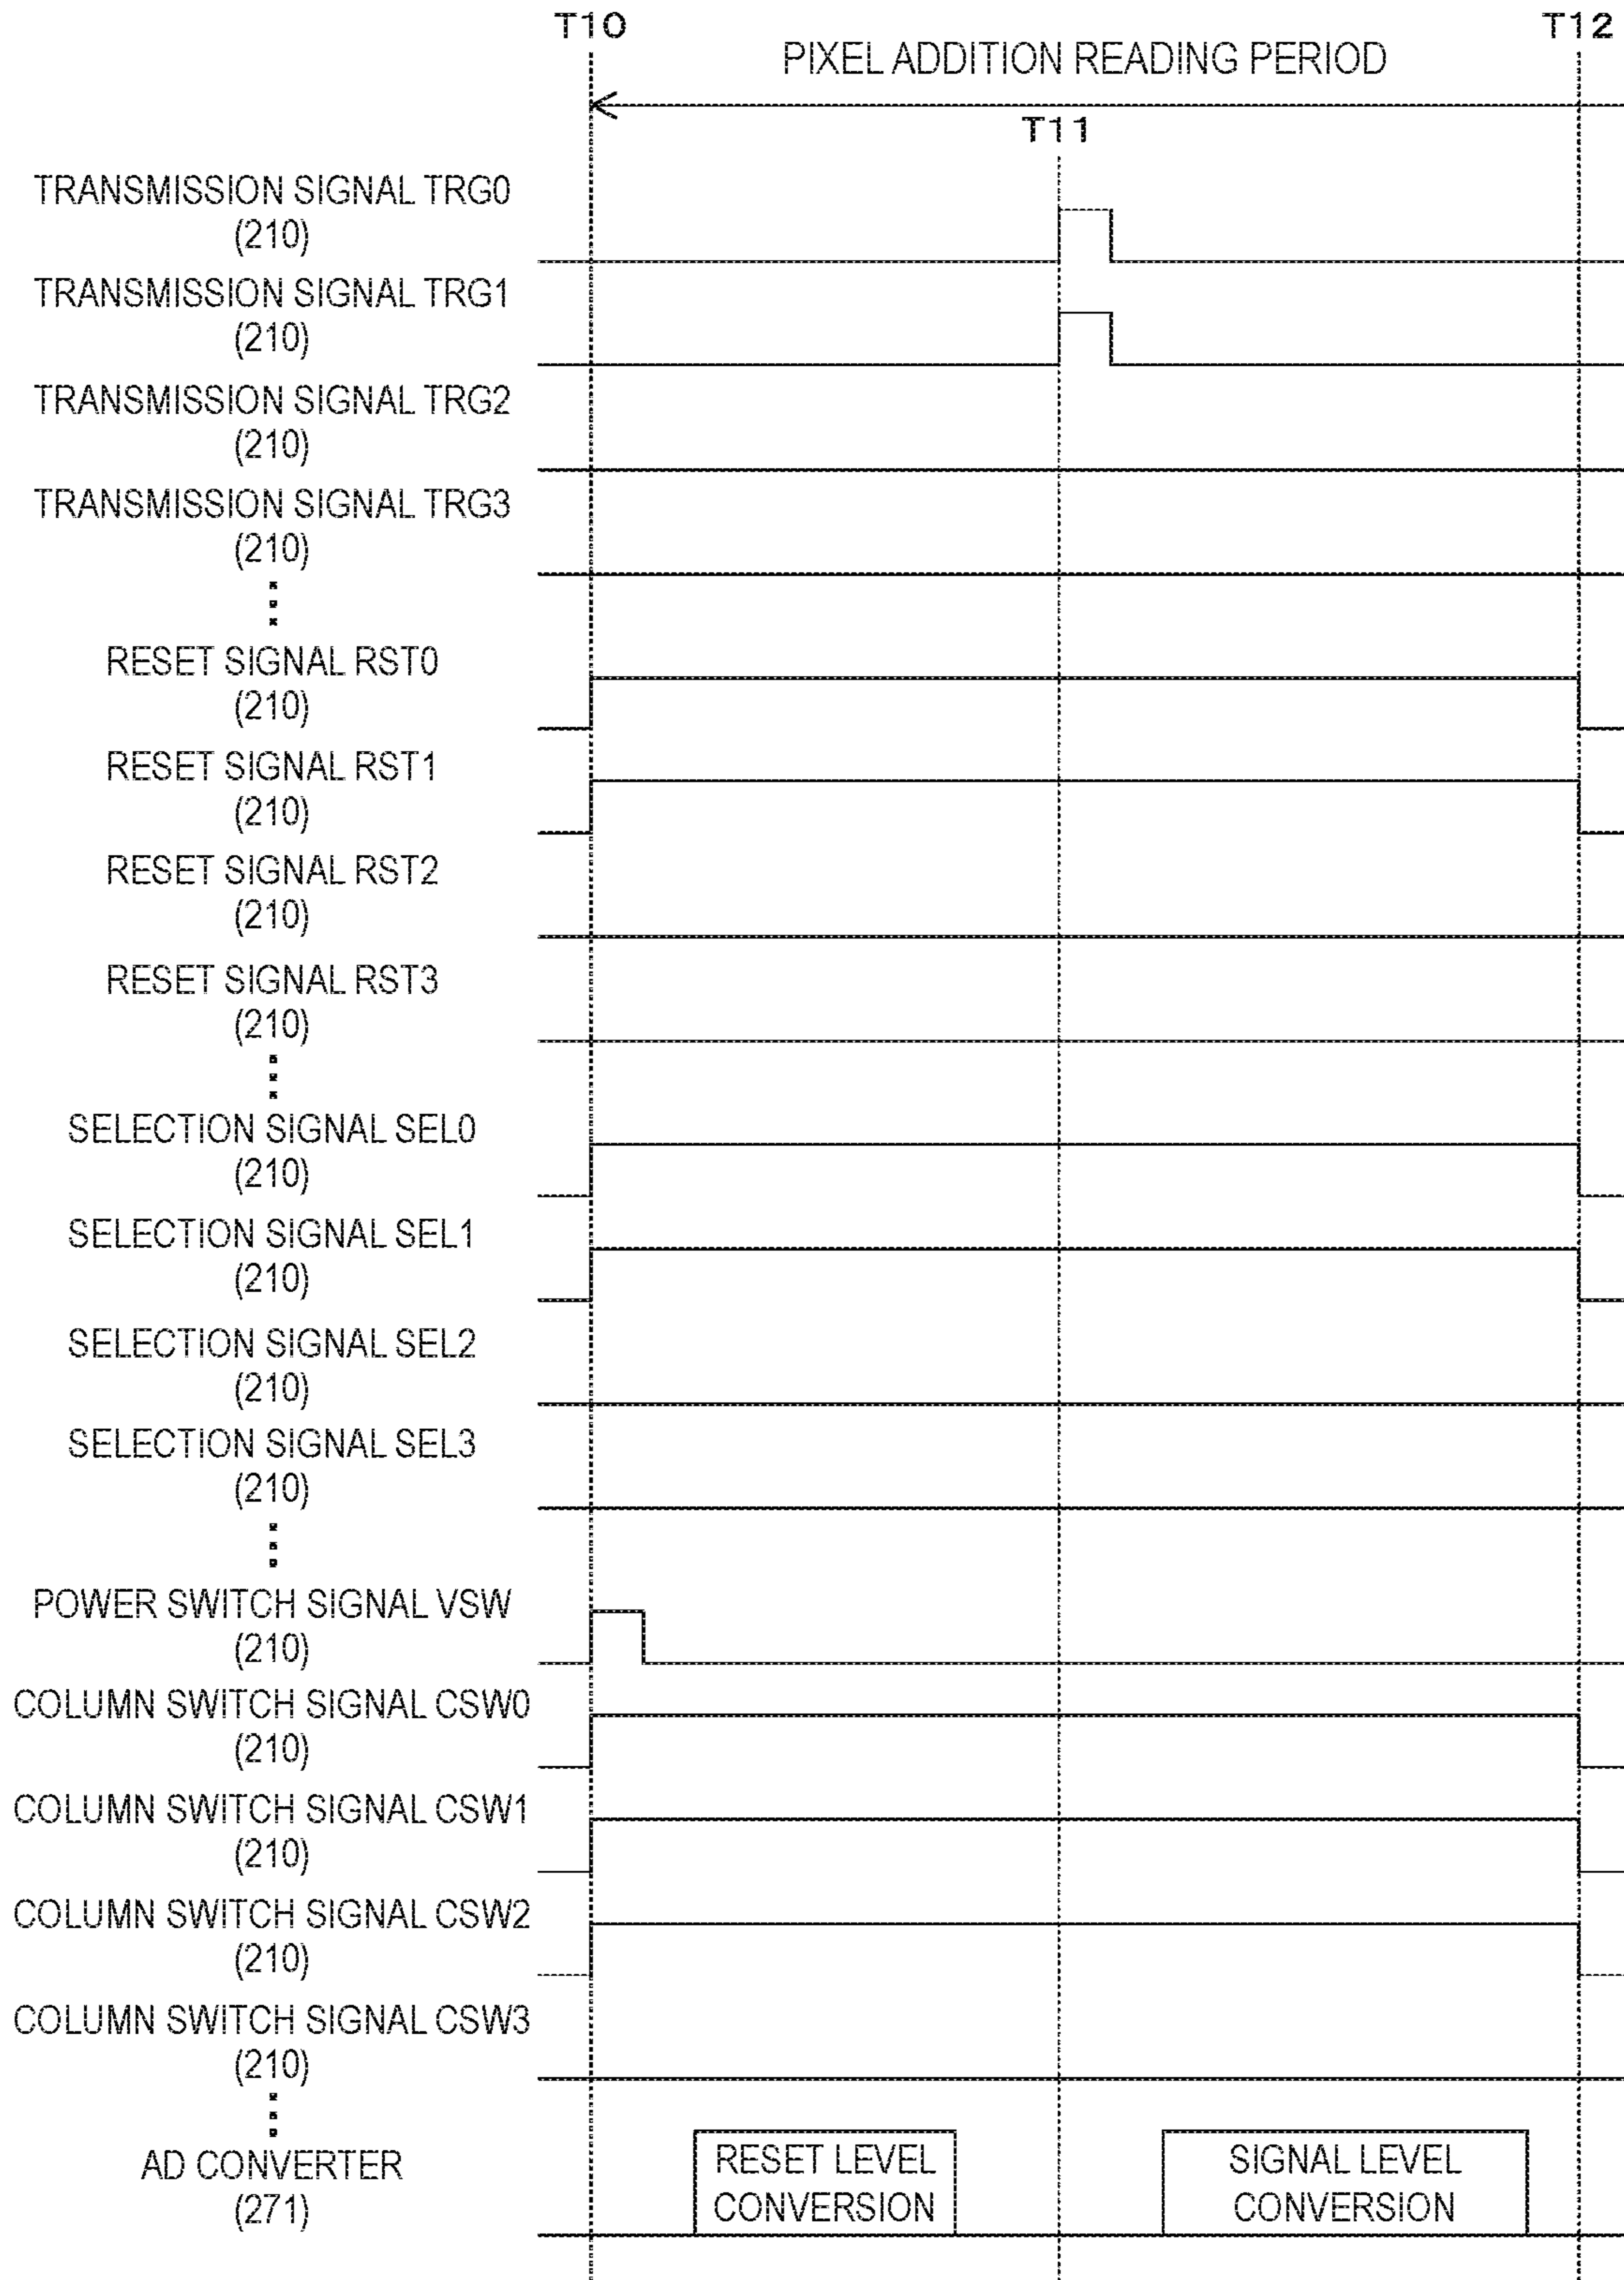 T10
T12
PIXEL ADDITION READING PERIOD
T11
TRANSMISSION SIGNAL TRG0
(210)
TRANSMISSION SIGNAL TRG1
(210)
TRANSMISSION SIGNAL TRG2
(210)
TRANSMISSION SIGNAL TRG3
(210)
RESET SIGNAL RST0
(210)
RESET SIGNAL RST1
(210)
RESET SIGNAL RST2
(210)
RESET SIGNAL RST3
(210)
SELECTION SIGNAL SEL0
(210)
SELECTION SIGNAL SEL1
(210)
SELECTION SIGNAL SEL2
(210)
SELECTION SIGNAL SEL3
(210)
POWER SWITCH SIGNAL VSW
(210)
COLUMN SWITCH SIGNAL CSW0
(210)
COLUMN SWITCH SIGNAL CSW1
(210)
COLUMN SWITCH SIGNAL CSW2
(210)
COLUMN SWITCH SIGNAL CSW3
(210)
AD CONVERTER
(271)
RESET LEVEL
CONVERSION
SIGNAL LEVEL
CONVERSION